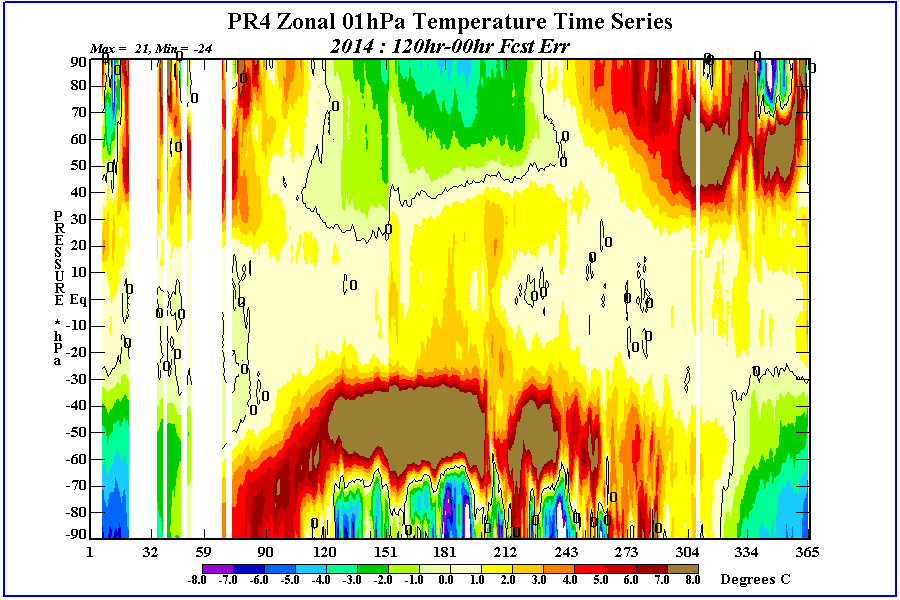 PR4 Zonal 01hPa Temperature Time Series
Max = 21, Min = -24
2014 : 120hr-00hr Fcst Err
90
80
70
60
50
40
30
20
10
Eq
-10
-20
-30
-40
-50
-60
-70
-80
-90
PRESSURE * hPa
1 32 59 90 120 151 181 212 243 273 304 334 365
-8.0 -7.0 -6.0 -5.0 -4.0 -3.0 -2.0 -1.0 0.0 1.0 2.0 3.0 4.0 5.0 6.0 7.0 8.0
Degrees C